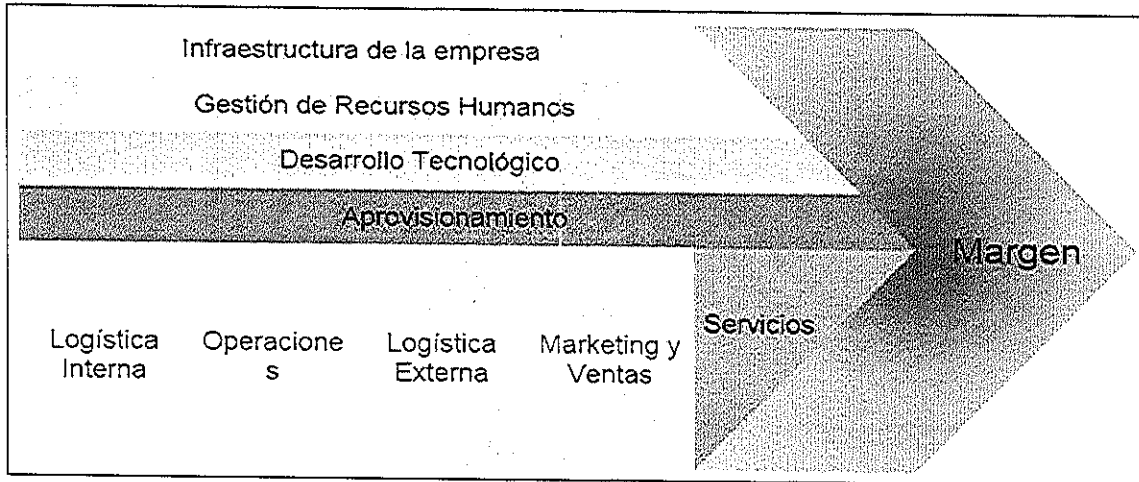 Infraestructura de la empresa
Gestión de Recursos Humanos
Desarrollo Tecnológico
Aprovisionamiento
Margen
Servicios
Logística
Interna
Operacione
s
Logística
Externa
Marketing y
Ventas